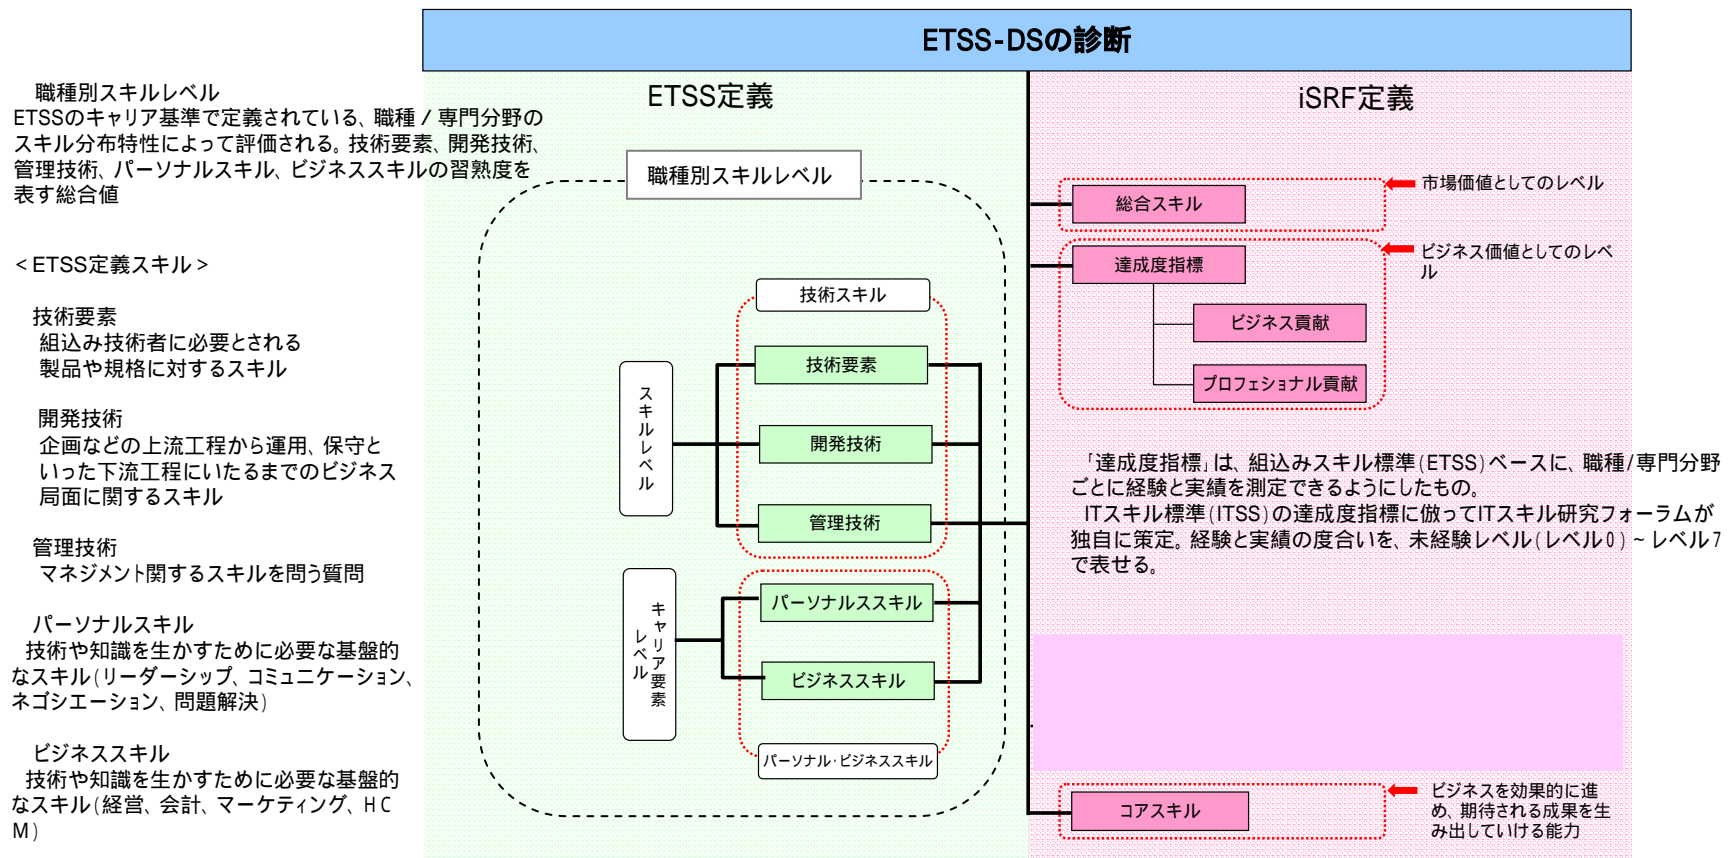 ETSS-DSの診断
職種別スキルレベル
ETSSのキャリア基準で定義されている、職種/専門分野の
スキル分布特性によって評価される。技術要素、開発技術、
管理技術、パーソナルスキル、ビジネススキルの習熟度を
表す総合値
<ETSS定義スキル>
技術要素
組込み技術者に必要とされる
製品や規格に対するスキル
開発技術
企画などの上流工程から運用、保守と
いった下流工程にいたるまでのビジネス
局面に関するスキル
管理技術
マネジメント関するスキルを問う質問
パーソナルスキル
技術や知識を生かすために必要な基盤的
なスキル(リーダーシップ、コミュニケーション、
ネゴシエーション、問題解決)
ビジネススキル
技術や知識を生かすために必要な基盤的
なスキル(経営、会計、マーケティング、HC
M)
ETSS定義
職種別スキルレベル
技術スキル
スキルレベル
技術要素
開発技術
管理技術
キャリア要素
レベル
パーソナルススキル
ビジネススキル
パーソナル・ビジネススキル
iSRF定義
総合スキル
市場価値としてのレベル
達成度指標
ビジネス価値としてのレベ
ル
ビジネス貢献
プロフェショナル貢献
「達成度指標」は、組込みスキル標準(ETSS)ベースに、職種/専門分野
ごとに経験と実績を測定できるようにしたもの。
ITスキル標準(ITSS)の達成度指標に倣ってITスキル研究フォーラムが
独自に策定。経験と実績の度合いを、未経験レベル(レベル0)~レベル7
で表せる。
コアスキル
ビジネスを効果的に進
め、期待される成果を生
み出していける能力